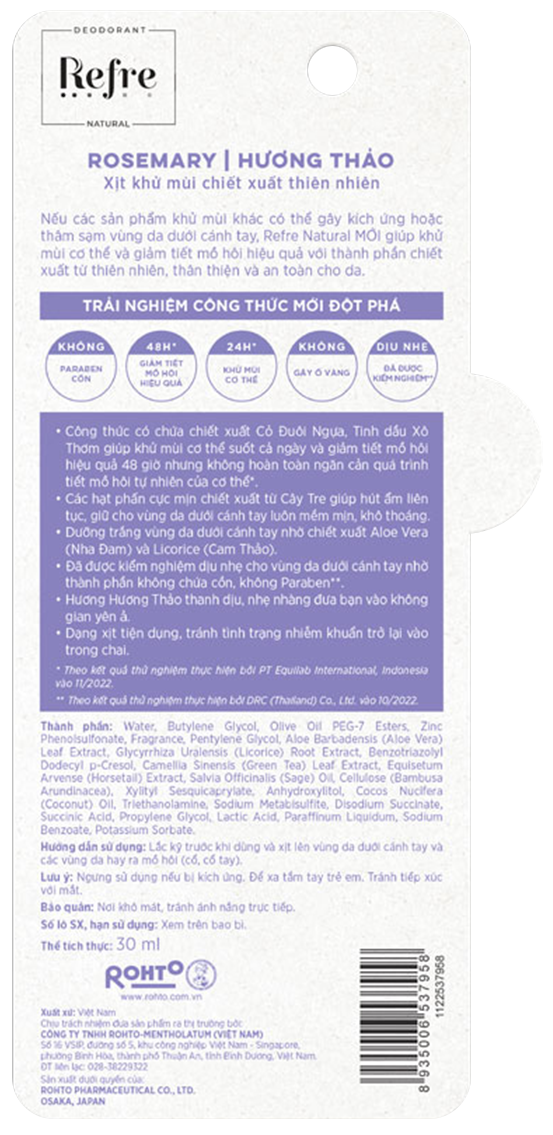 DEODORANT
Refre
NATURAL
ROSEMARY | HƯƠNG THẢO
Xịt khử mùi chiết xuất thiên nhiên
Nếu các sản phẩm khử mùi khác có thể gây kích ứng hoặc
thâm sạm vùng da dưới cánh tay, Refre Natural MỚI giúp khử
mùi cơ thể và giảm tiết mồ hôi hiệu quả với thành phần chiết
xuất từ thiên nhiên, thân thiện và an toàn cho da.
TRẢI NGHIỆM CÔNG THỨC MỚI ĐỘT PHÁ
KHÔNG
PARABEN
CỒN
48H*
GIẢM TIẾT
MỒ HÔI
HIỆU QUẢ
24H*
KHỬ MÙI
CƠ THỂ
KHÔNG
GÂY Ố VÀNG
DỊU NHẸ
ĐÃ ĐƯỢC
KIỂM NGHIỆM**
• Công thức có chứa chiết xuất Cỏ Đuôi Ngựa, Tinh dầu Xô
Thơm giúp khử mùi cơ thể suốt cả ngày và giảm tiết mồ hôi
hiệu quả 48 giờ nhưng không hoàn toàn ngăn cản quá trình
tiết mồ hôi tự nhiên của cơ thể*.
• Các hạt phấn cực mịn chiết xuất từ Cây Tre giúp hút ẩm liên
tục, giữ cho vùng da dưới cánh tay luôn mềm mịn, khô thoáng.
• Dưỡng trắng vùng da dưới cánh tay nhờ chiết xuất Aloe Vera
(Nha Đam) và Licorice (Cam Thảo).
• Đã được kiểm nghiệm dịu nhẹ cho vùng da dưới cánh tay nhờ
thành phần không chứa cồn, không Paraben**.
• Hương Hương Thảo thanh dịu, nhẹ nhàng đưa bạn vào không
gian yên ả.
• Dạng xịt tiện dụng, tránh tình trạng nhiễm khuẩn trở lại vào
trong chai.
* Theo kết quả thử nghiệm thực hiện bởi PT Equilab International, Indonesia
vào 11/2022.
** Theo kết quả thử nghiệm thực hiện bởi DRC (Thailand) Co., Ltd. vào 10/2022.
Thành phần: Water, Butylene Glycol, Olive Oil PEG-7 Esters, Zinc
Phenolsulfonate, Fragrance, Pentylene Glycol, Aloe Barbadensis (Aloe Vera)
Leaf Extract, Glycyrrhiza Uralensis (Licorice) Root Extract, Benzotriazolyl
Dodecyl p-Cresol, Camellia Sinensis (Green Tea) Leaf Extract, Equisetum
Arvense (Horsetail) Extract, Salvia Officinalis (Sage) Oil, Cellulose (Bambusa
Arundinacea), Xylityl Sesquicaprylate, Anhydroxylitol, Cocos Nucifera
(Coconut) Oil, Triethanolamine, Sodium Metabisulfite, Disodium Succinate,
Succinic Acid, Propylene Glycol, Lactic Acid, Paraffinum Liquidum, Sodium
Benzoate, Potassium Sorbate.
Hướng dẫn sử dụng: Lắc kỹ trước khi dùng và xịt lên vùng da dưới cánh tay và
các vùng da hay ra mồ hôi (cổ, cổ tay).
Lưu ý: Ngưng sử dụng nếu bị kích ứng. Để xa tầm tay trẻ em. Tránh tiếp xúc
với mắt.
Bảo quản: Nơi khô mát, tránh ánh nắng trực tiếp.
Số lô SX, hạn sử dụng: Xem trên bao bì.
Thể tích thực: 30 ml
ROHTO
www.rohto.com.vn
Xuất xứ: Việt Nam
Chịu trách nhiệm đưa sản phẩm ra thị trường bởi:
CÔNG TY TNHH ROHTO-MENTHOLATUM (VIỆT NAM)
Số 16 VSIP, đường số 5, khu công nghiệp Việt Nam - Singapore,
phường Bình Hòa, thành phố Thuận An, tỉnh Bình Dương, Việt Nam.
ĐT liên lạc: 028-38229322
Sản xuất dưới quyền của:
ROHTO PHARMACEUTICAL CO., LTD.
OSAKA, JAPAN
8 935006 537958
1122537958